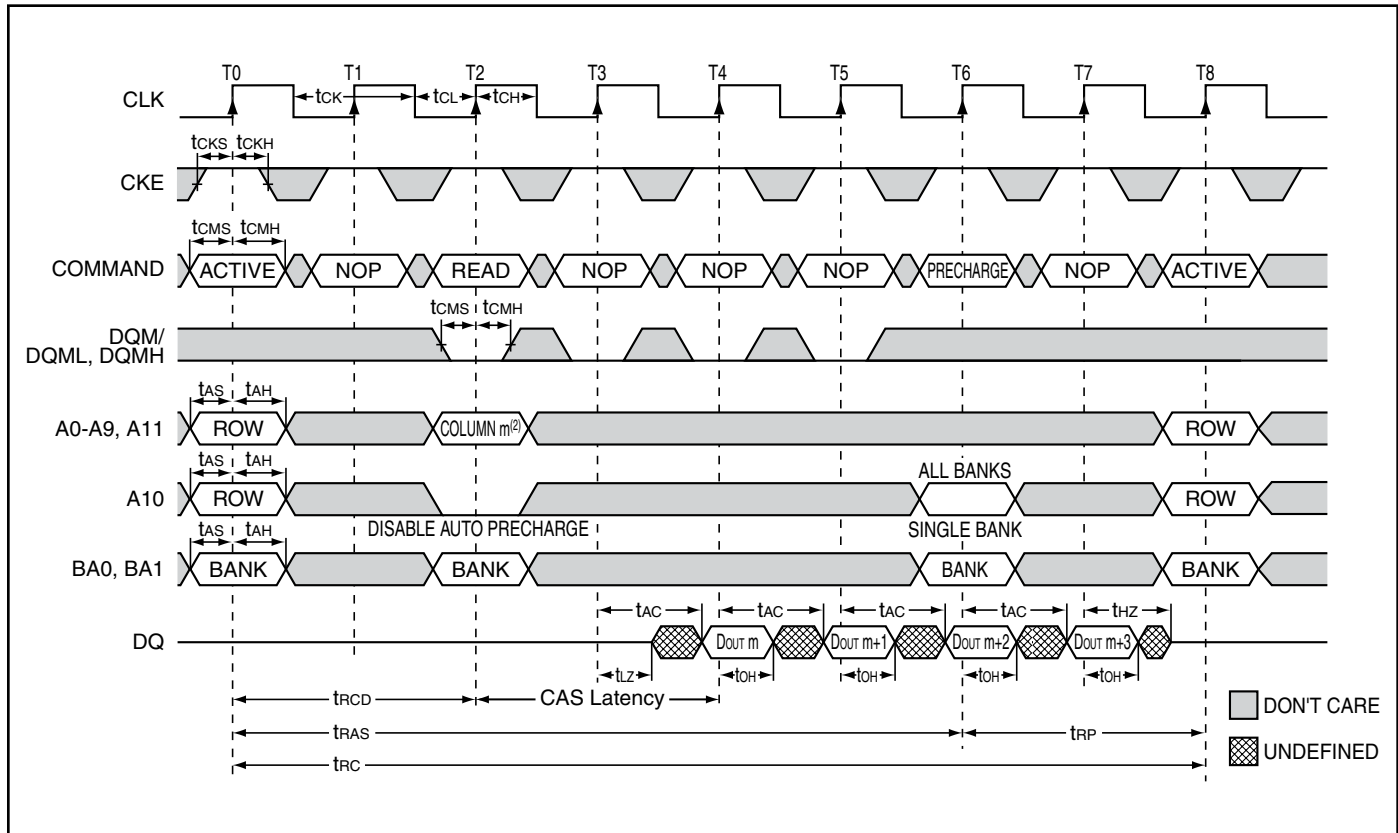 T0 T1 T2 T3 T4 T5 T6 T7 T8
CLK tCK tCL tCH
tCKS tCKH
CKE
tCMS tCMH
COMMAND ACTIVE NOP READ NOP NOP NOP PRECHARGE NOP ACTIVE
tCMS tCMH
DQM/
DQML, DQMH
tAS tAH
A0-A9, A11 ROW COLUMN m(2) ROW
tAS tAH ALL BANKS
A10 ROW ROW
DISABLE AUTO PRECHARGE SINGLE BANK
tAS tAH
BA0, BA1 BANK BANK BANK BANK
tAC tAC tAC tAC tHZ
DQ DOUT m DOUT m+1 DOUT m+2 DOUT m+3
tLZ tOH tOH tOH tOH
tRCD CAS Latency
DON'T CARE
tRAS tRP
UNDEFINED
tRC